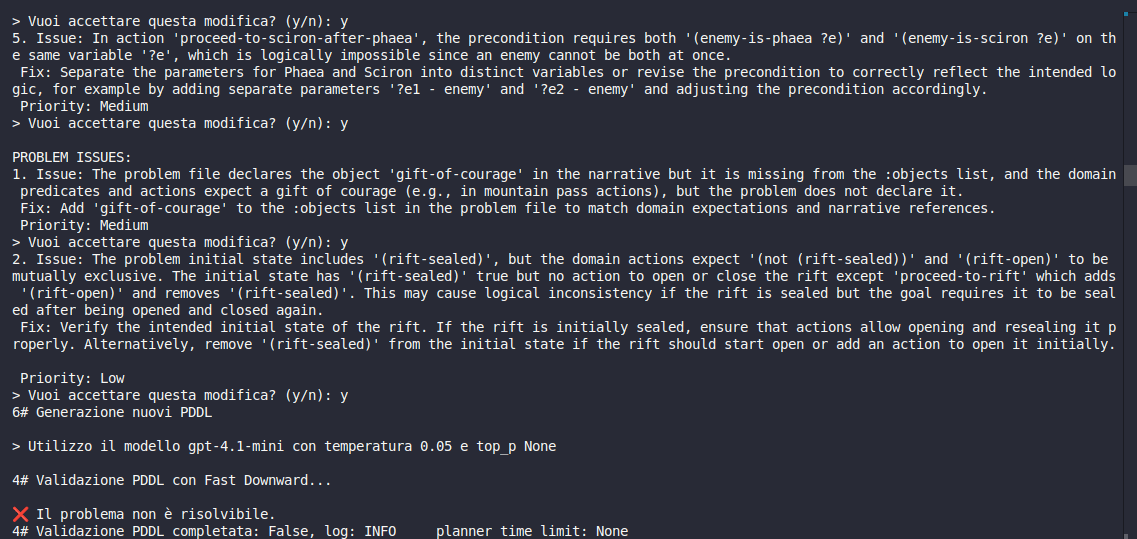 > Vuoi accettare questa modifica? (y/n): y
5. Issue: In action 'proceed-to-sciron-after-phaea', the precondition requires both '(enemy-is-phaea ?e)' and '(enemy-is-sciron ?e)' on th
e same variable '?e', which is logically impossible since an enemy cannot be both at once.
Fix: Separate the parameters for Phaea and Sciron into distinct variables or revise the precondition to correctly reflect the intended lo
gic, for example by adding separate parameters '?e1 - enemy' and '?e2 - enemy' and adjusting the precondition accordingly.
Priority: Medium
> Vuoi accettare questa modifica? (y/n): y
PROBLEM ISSUES:
1. Issue: The problem file declares the object 'gift-of-courage' in the narrative but it is missing from the :objects list, and the domain
predicates and actions expect a gift of courage (e.g., in mountain pass actions), but the problem does not declare it.
Fix: Add 'gift-of-courage' to the :objects list in the problem file to match domain expectations and narrative references.
Priority: Medium
> Vuoi accettare questa modifica? (y/n): y
2. Issue: The problem initial state includes '(rift-sealed)', but the domain actions expect '(not (rift-sealed))' and '(rift-open)' to be
mutually exclusive. The initial state has '(rift-sealed)' true but no action to open or close the rift except 'proceed-to-rift' which adds
'(rift-open)' and removes '(rift-sealed)'. This may cause logical inconsistency if the rift is sealed but the goal requires it to be seal
ed after being opened and closed again.
Fix: Verify the intended initial state of the rift. If the rift is initially sealed, ensure that actions allow opening and resealing it p
roperly. Alternatively, remove '(rift-sealed)' from the initial state if the rift should start open or add an action to open it initially.
Priority: Low
> Vuoi accettare questa modifica? (y/n): y
6# Generazione nuovi PDDL
> Utilizzo il modello gpt-4.1-mini con temperatura 0.05 e top_p None
4# Validazione PDDL con Fast Downward...
❌ Il problema non è risolvibile.
4# Validazione PDDL completata: False, log: INFO     planner time limit: None